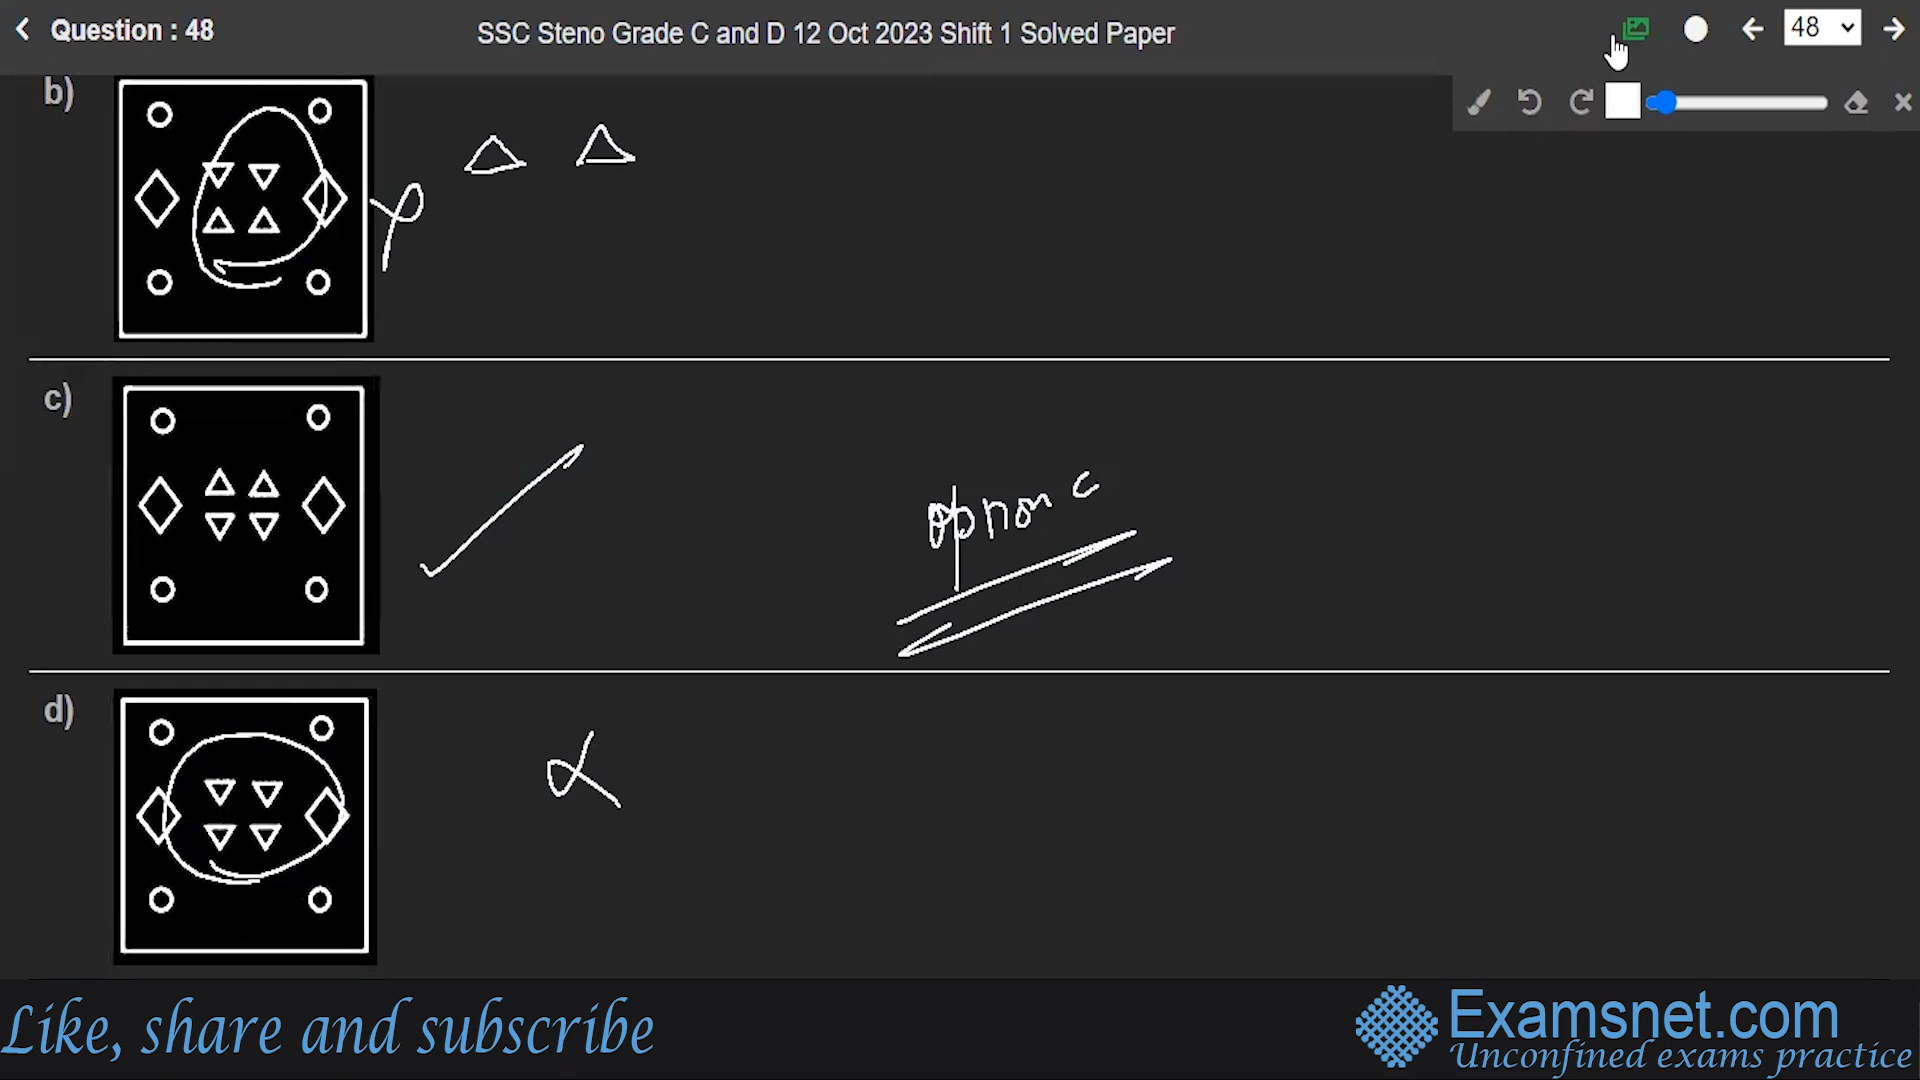 Question : 48
SSC Steno Grade C and D 12 Oct 2023 Shift 1 Solved Paper
48
b)
c)
option c
d)
Like, share and subscribe
Examsnet.com
Unconfined exams practice